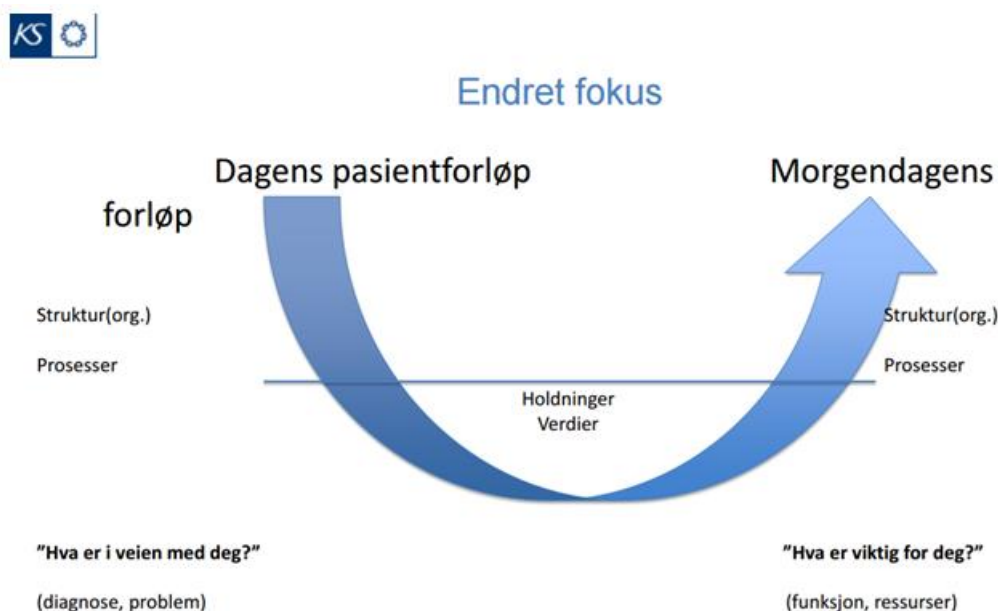 KS
Endret fokus
Dagens pasientforløp Morgendagens
forløp
Struktur(org.) Struktur(org.)
Prosesser Prosesser
Holdninger
Verdier
”Hva er i veien med deg?” ”Hva er viktig for deg?”
(diagnose, problem) (funksjon, ressurser)